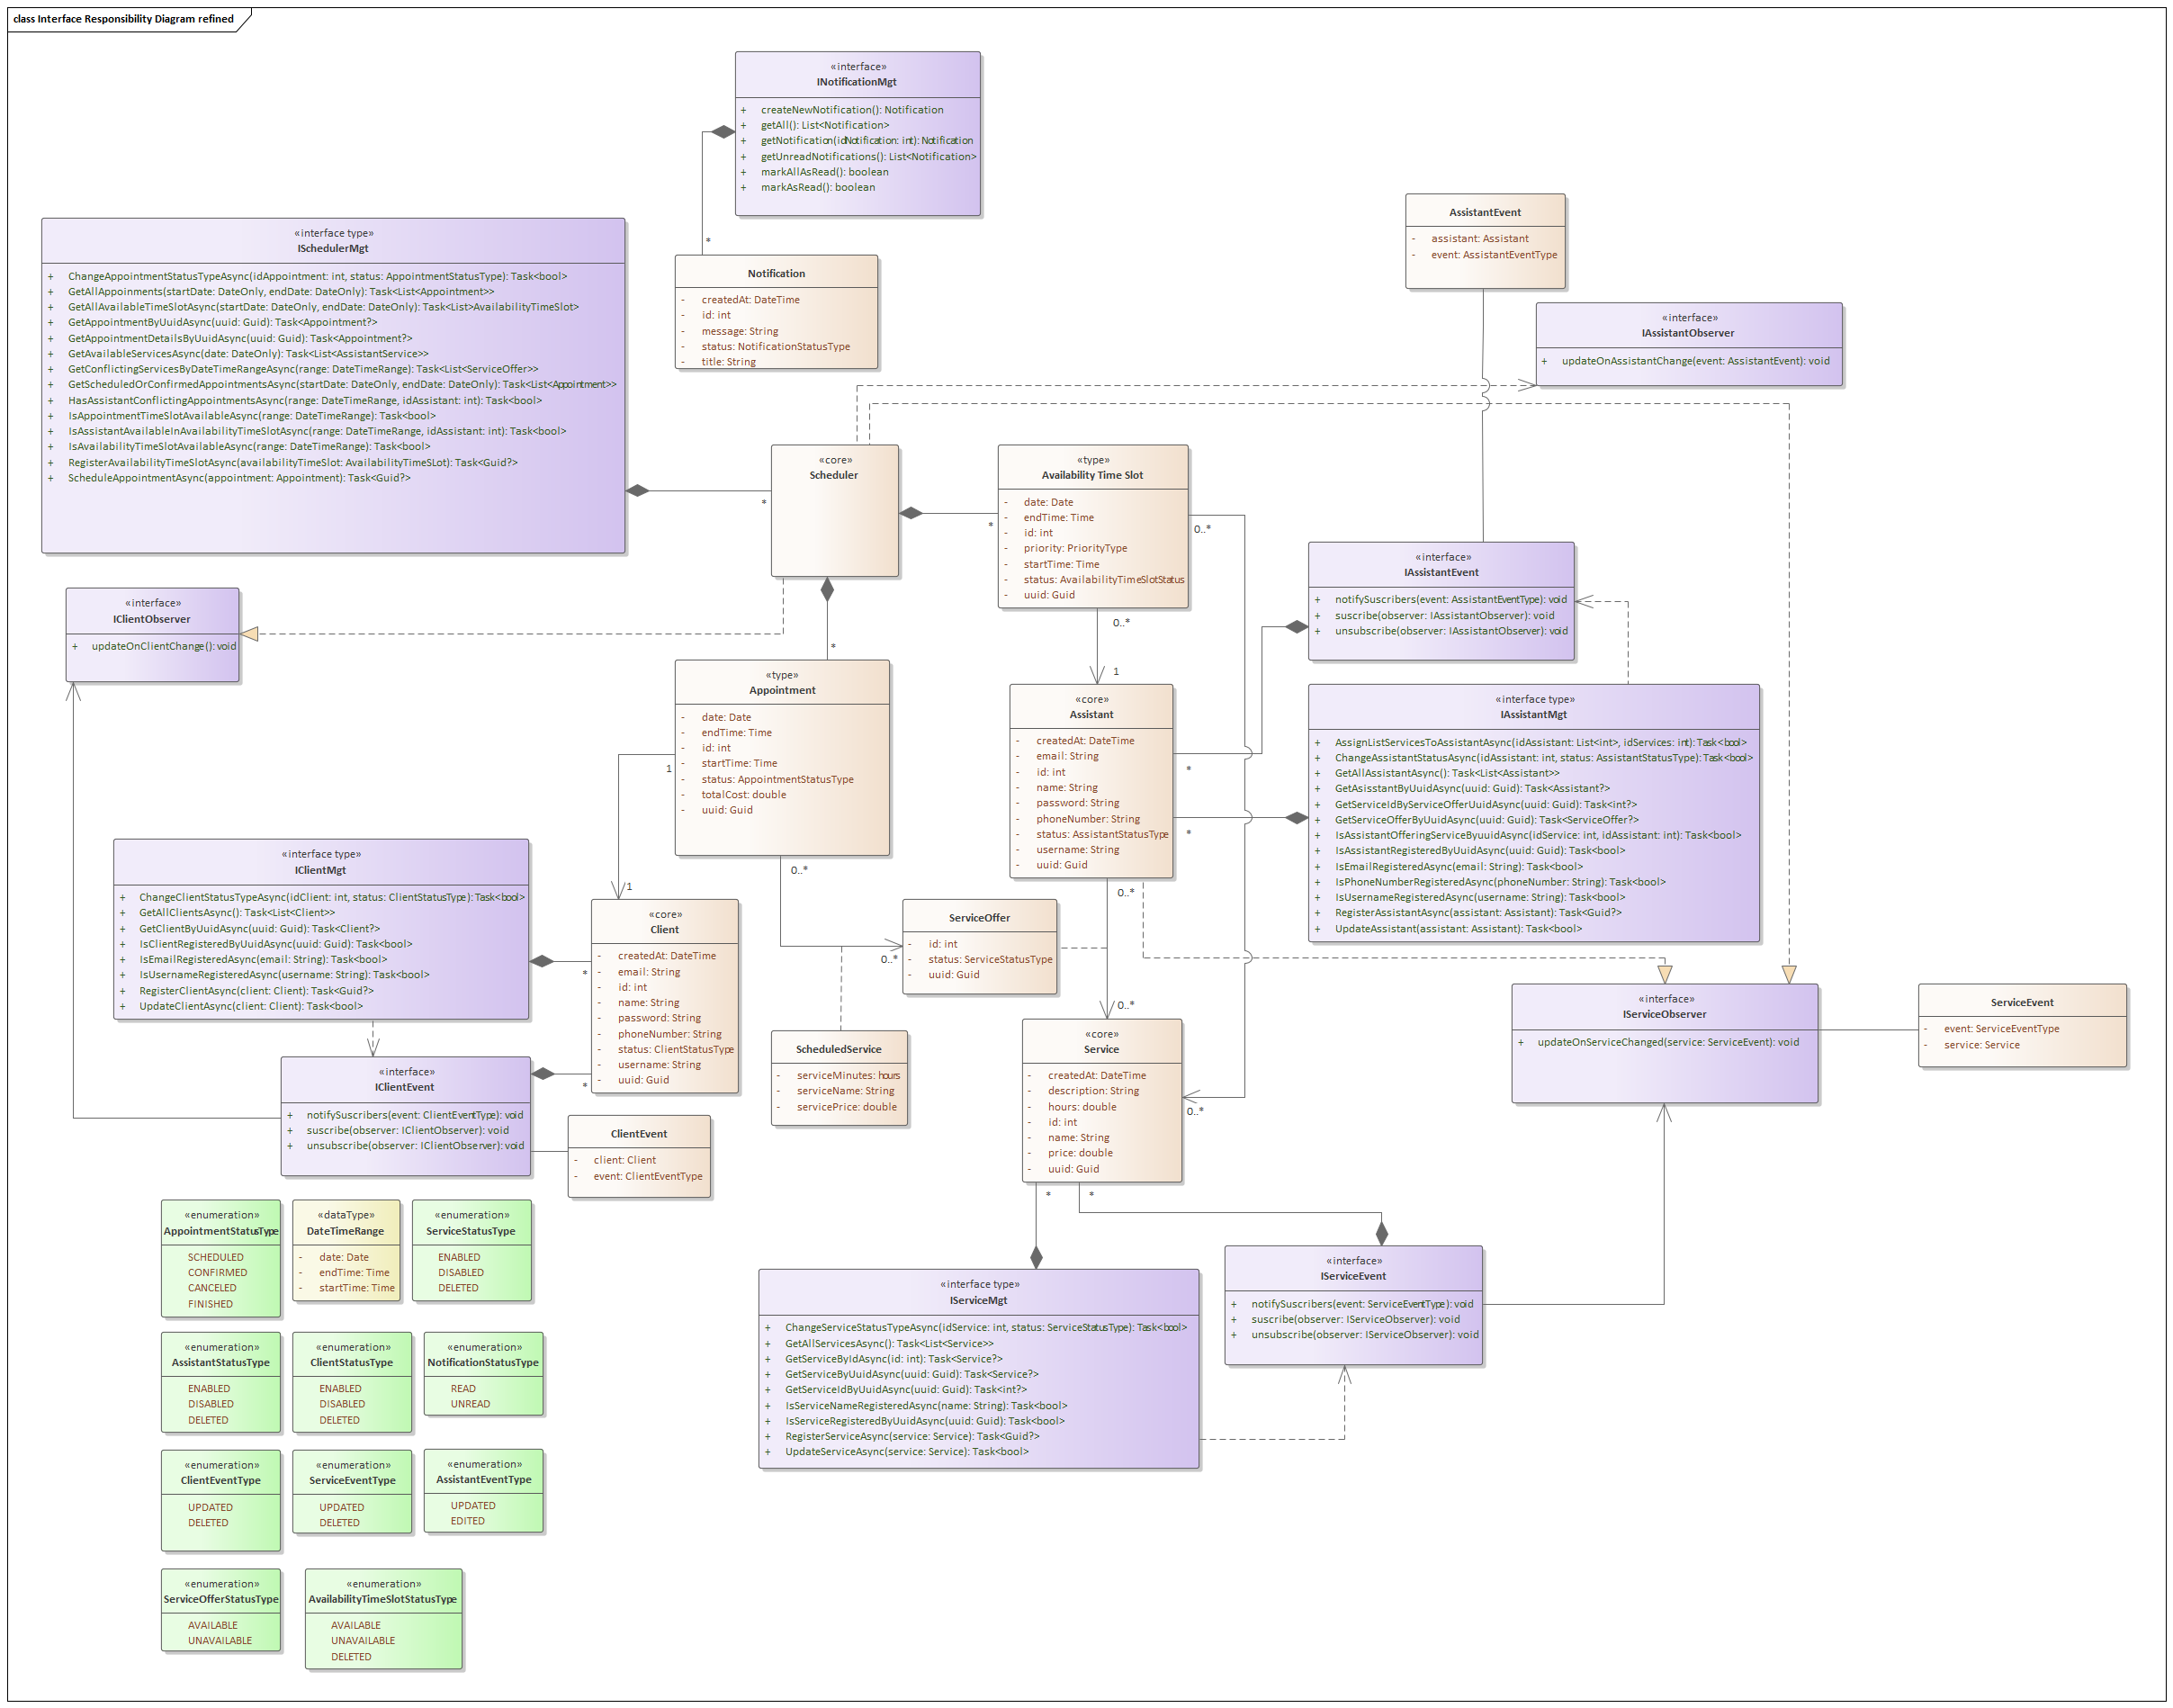 class Interface Responsibility Diagram refined
«interface»
INotificationMgt
+ createNewNotification(): Notification
+ getAll(): List<Notification>
+ getNotification(idNotification: int): Notification
+ getUnreadNotifications(): List<Notification>
+ markAllAsRead(): boolean
+ markAsRead(): boolean
*
Notification
- createdAt: DateTime
- id: int
- message: String
- status: NotificationStatusType
- title: String
AssistantEvent
- assistant: Assistant
- event: AssistantEventType
«interface»
IAssistantObserver
+ updateOnAssistantChange(event: AssistantEvent): void
«interface type»
ISchedulerMgt
+ ChangeAppointmentStatusTypeAsync(idAppointment: int, status: AppointmentStatusType): Task<bool>
+ GetAllAppoinments(startDate: DateOnly, endDate: DateOnly): Task<List<Appointment>>
+ GetAllAvailableTimeSlotAsync(startDate: DateOnly, endDate: DateOnly): Task<List>AvailabilityTimeSlot>
+ GetAppointmentByUuidAsync(uuid: Guid): Task<Appointment?>
+ GetAppointmentDetailsByUuidAsync(uuid: Guid): Task<Appointment?>
+ GetAvailableServicesAsync(date: DateOnly): Task<List<AssistantService>>
+ GetConflictingServicesByDateTimeRangeAsync(range: DateTimeRange): Task<List<ServiceOffer>>
+ GetScheduledOrConfirmedAppointmentsAsync(startDate: DateOnly, endDate: DateOnly): Task<List<Appointment>>
+ HasAssistantConflictingAppointmentsAsync(range: DateTimeRange, idAssistant: int): Task<bool>
+ IsAppointmentTimeSlotAvailableAsync(range: DateTimeRange): Task<bool>
+ IsAssistantAvailableInAvailabilityTimeSlotAsync(range: DateTimeRange, idAssistant: int): Task<bool>
+ IsAvailabilityTimeSlotAvailableAsync(range: DateTimeRange): Task<bool>
+ RegisterAvailabilityTimeSlotAsync(availabilityTimeSlot: AvailabilityTimeSLot): Task<Guid?>
+ ScheduleAppointmentAsync(appointment: Appointment): Task<Guid?>
*
«core»
Scheduler
*
*
«type»
Availability Time Slot
- date: Date
- endTime: Time
- id: int
- priority: PriorityType
- startTime: Time
- status: AvailabilityTimeSlotStatus
- uuid: Guid
0..*
0..*
1
«interface»
IAssistantEvent
+ notifySuscribers(event: AssistantEventType): void
+ suscribe(observer: IAssistantObserver): void
+ unsubscribe(observer: IAssistantObserver): void
«interface»
IClientObserver
+ updateOnClientChange(): void
«type»
Appointment
- date: Date
- endTime: Time
- id: int
- startTime: Time
- status: AppointmentStatusType
- totalCost: double
- uuid: Guid
1
1
0..*
0..*
«core»
Assistant
- createdAt: DateTime
- email: String
- id: int
- name: String
- password: String
- phoneNumber: String
- status: AssistantStatusType
- username: String
- uuid: Guid
*
*
0..*
0..*
«interface type»
IAssistantMgt
+ AssignListServicesToAssistantAsync(idAssistant: List<int>, idServices: int): Task<bool>
+ ChangeAssistantStatusAsync(idAssistant: int, status: AssistantStatusType): Task<bool>
+ GetAllAssistantAsync(): Task<List<Assistant>>
+ GetAsisstantByUuidAsync(uuid: Guid): Task<Assistant?>
+ GetServiceIdByServiceOfferUuidAsync(uuid: Guid): Task<int?>
+ GetServiceOfferByUuidAsync(uuid: Guid): Task<ServiceOffer?>
+ IsAssistantOfferingServiceByuuidAsync(idService: int, idAssistant: int): Task<bool>
+ IsAssistantRegisteredByUuidAsync(uuid: Guid): Task<bool>
+ IsEmailRegisteredAsync(email: String): Task<bool>
+ IsPhoneNumberRegisteredAsync(phoneNumber: String): Task<bool>
+ IsUsernameRegisteredAsync(username: String): Task<bool>
+ RegisterAssistantAsync(assistant: Assistant): Task<Guid?>
+ UpdateAssistant(assistant: Assistant): Task<bool>
«interface type»
IClientMgt
+ ChangeClientStatusTypeAsync(idClient: int, status: ClientStatusType): Task<bool>
+ GetAllClientsAsync(): Task<List<Client>>
+ GetClientByUuidAsync(uuid: Guid): Task<Client?>
+ IsClientRegisteredByUuidAsync(uuid: Guid): Task<bool>
+ IsEmailRegisteredAsync(email: String): Task<bool>
+ IsUsernameRegisteredAsync(username: String): Task<bool>
+ RegisterClientAsync(client: Client): Task<Guid?>
+ UpdateClientAsync(client: Client): Task<bool>
*
*
«core»
Client
- createdAt: DateTime
- email: String
- id: int
- name: String
- password: String
- phoneNumber: String
- status: ClientStatusType
- username: String
- uuid: Guid
ServiceOffer
- id: int
- status: ServiceStatusType
- uuid: Guid
ScheduledService
- serviceMinutes: hours
- serviceName: String
- servicePrice: double
«core»
Service
- createdAt: DateTime
- description: String
- hours: double
- id: int
- name: String
- price: double
- uuid: Guid
0..*
*
*
«interface»
IServiceObserver
+ updateOnServiceChanged(service: ServiceEvent): void
ServiceEvent
- event: ServiceEventType
- service: Service
«interface»
IClientEvent
+ notifySuscribers(event: ClientEventType): void
+ suscribe(observer: IClientObserver): void
+ unsubscribe(observer: IClientObserver): void
ClientEvent
- client: Client
- event: ClientEventType
«interface type»
IServiceMgt
+ ChangeServiceStatusTypeAsync(idService: int, status: ServiceStatusType): Task<bool>
+ GetAllServicesAsync(): Task<List<Service>>
+ GetServiceByIdAsync(id: int): Task<Service?>
+ GetServiceByUuidAsync(uuid: Guid): Task<Service?>
+ GetServiceIdByUuidAsync(uuid: Guid): Task<int?>
+ IsServiceNameRegisteredAsync(name: String): Task<bool>
+ IsServiceRegisteredByUuidAsync(uuid: Guid): Task<bool>
+ RegisterServiceAsync(service: Service): Task<Guid?>
+ UpdateServiceAsync(service: Service): Task<bool>
«interface»
IServiceEvent
+ notifySuscribers(event: ServiceEventType): void
+ suscribe(observer: IServiceObserver): void
+ unsubscribe(observer: IServiceObserver): void
«enumeration»
AppointmentStatusType
SCHEDULED
CONFIRMED
CANCELED
FINISHED
«dataType»
DateTimeRange
- date: Date
- endTime: Time
- startTime: Time
«enumeration»
ServiceStatusType
ENABLED
DISABLED
DELETED
«enumeration»
AssistantStatusType
ENABLED
DISABLED
DELETED
«enumeration»
ClientStatusType
ENABLED
DISABLED
DELETED
«enumeration»
NotificationStatusType
READ
UNREAD
«enumeration»
ClientEventType
UPDATED
DELETED
«enumeration»
ServiceEventType
UPDATED
DELETED
«enumeration»
AssistantEventType
UPDATED
EDITED
«enumeration»
ServiceOfferStatusType
AVAILABLE
UNAVAILABLE
«enumeration»
AvailabilityTimeSlotStatusType
AVAILABLE
UNAVAILABLE
DELETED